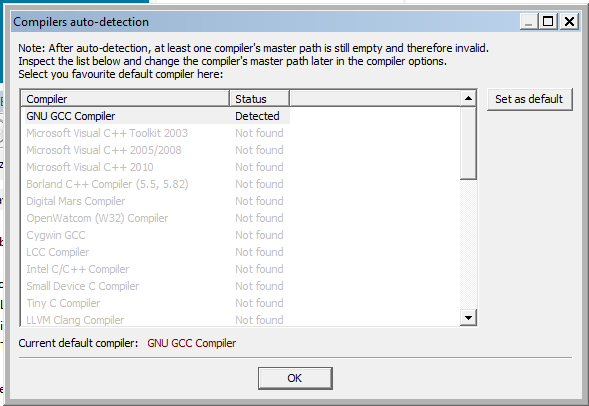 Compilers auto-detection
Note: After auto-detection, at least one compiler's master path is still empty and therefore invalid.
Inspect the list below and change the compiler's master path later in the compiler options.
Select you favourite default compiler here:
Compiler Status
Set as default
GNU GCC Compiler Detected
Microsoft Visual C++ Toolkit 2003 Not found
Microsoft Visual C++ 2005/2008 Not found
Microsoft Visual C++ 2010 Not found
Borland C++ Compiler (5.5, 5.82) Not found
Digital Mars Compiler Not found
OpenWatcom (W32) Compiler Not found
Cygwin GCC Not found
LCC Compiler Not found
Intel C/C++ Compiler Not found
Small Device C Compiler Not found
Tiny C Compiler Not found
LLVM Clang Compiler Not found
Current default compiler: GNU GCC Compiler
OK